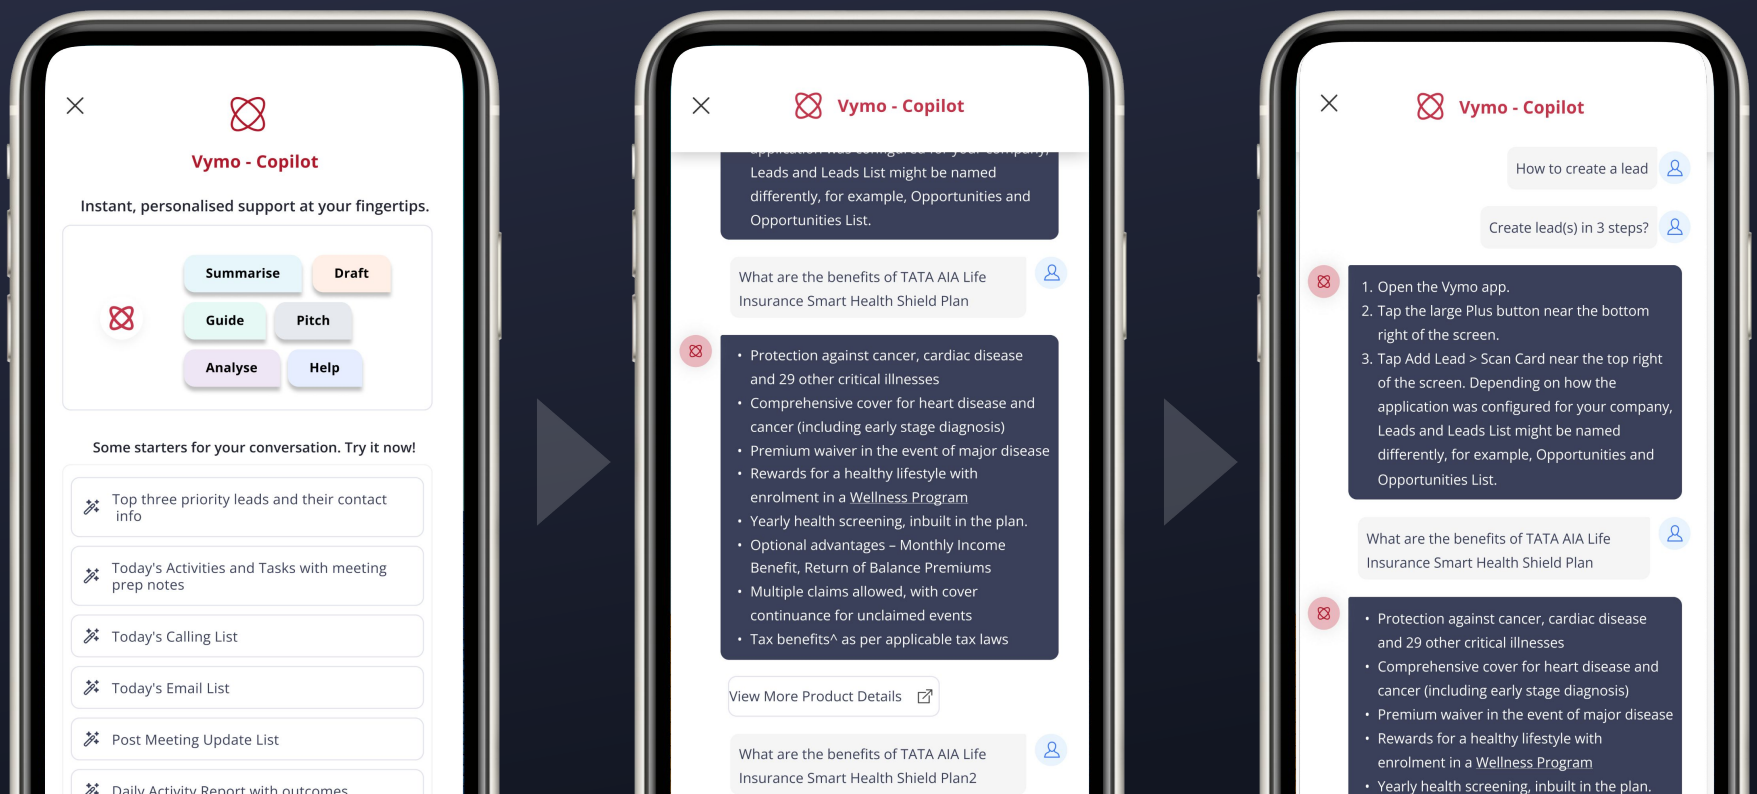 Vymo - Copilot
Instant, personalised support at your fingertips.
Summarise
Draft
Guide
Pitch
Analyse
Help
Some starters for your conversation. Try it now!
Top three priority leads and their contact
info
Today's Activities and Tasks with meeting
prep notes
Today's Calling List
Today's Email List
Post Meeting Update List
Daily Activity Report with outcomes
Vymo - Copilot
application was configured for your company,
Leads and Leads List might be named
differently, for example, Opportunities and
Opportunities List.
What are the benefits of TATA AIA Life
Insurance Smart Health Shield Plan
• Protection against cancer, cardiac disease
and 29 other critical illnesses
• Comprehensive cover for heart disease and
cancer (including early stage diagnosis)
• Premium waiver in the event of major disease
• Rewards for a healthy lifestyle with
enrolment in a Wellness Program
• Yearly health screening, inbuilt in the plan.
• Optional advantages – Monthly Income
Benefit, Return of Balance Premiums
• Multiple claims allowed, with cover
continuance for unclaimed events
• Tax benefits^ as per applicable tax laws
View More Product Details
What are the benefits of TATA AIA Life
Insurance Smart Health Shield Plan2
Vymo - Copilot
How to create a lead
Create lead(s) in 3 steps?
1. Open the Vymo app.
2. Tap the large Plus button near the bottom
right of the screen.
3. Tap Add Lead > Scan Card near the top right
of the screen. Depending on how the
application was configured for your company,
Leads and Leads List might be named
differently, for example, Opportunities and
Opportunities List.
What are the benefits of TATA AIA Life
Insurance Smart Health Shield Plan
• Protection against cancer, cardiac disease
and 29 other critical illnesses
• Comprehensive cover for heart disease and
cancer (including early stage diagnosis)
• Premium waiver in the event of major disease
• Rewards for a healthy lifestyle with
enrolment in a Wellness Program
• Yearly health screening, inbuilt in the plan.